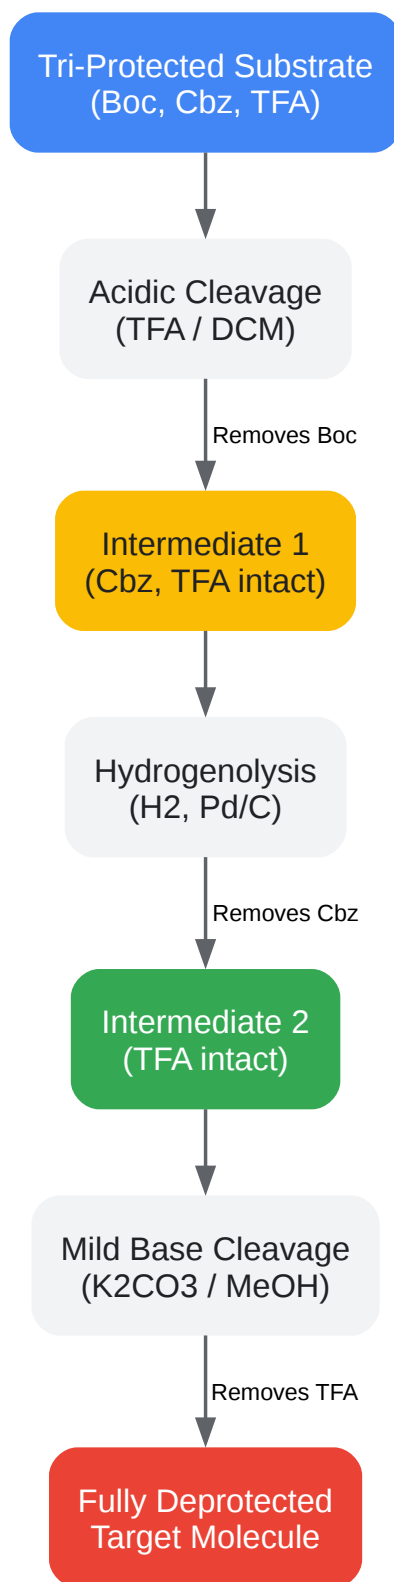 Tri-Protected Substrate
(Boc, Cbz, TFA)
Acidic Cleavage
(TFA / DCM)
Removes Boc
Intermediate 1
(Cbz, TFA intact)
Hydrogenolysis
(H2, Pd/C)
Removes Cbz
Intermediate 2
(TFA intact)
Mild Base Cleavage
(K2CO3 / MeOH)
Removes TFA
Fully Deprotected
Target Molecule